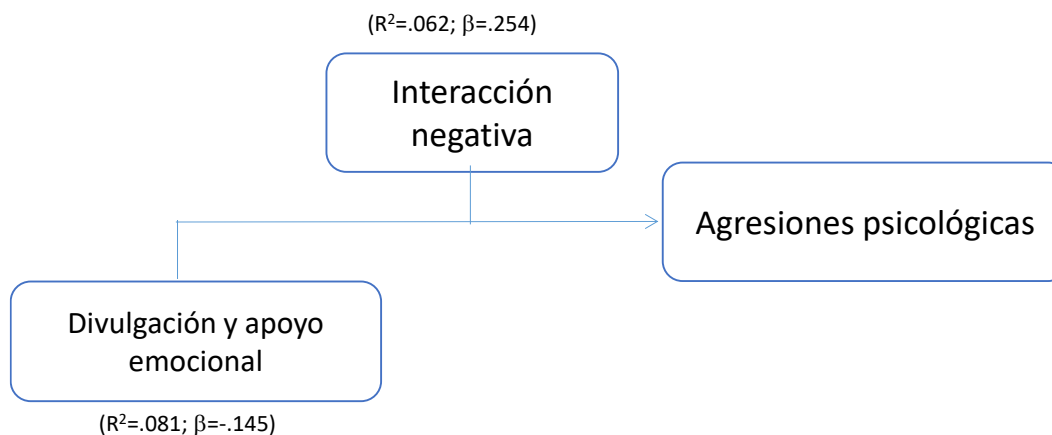 (R²=.062; β=.254)
Interacción
negativa
Agresiones psicológicas
Divulgación y apoyo
emocional
(R²=.081; β=-.145)